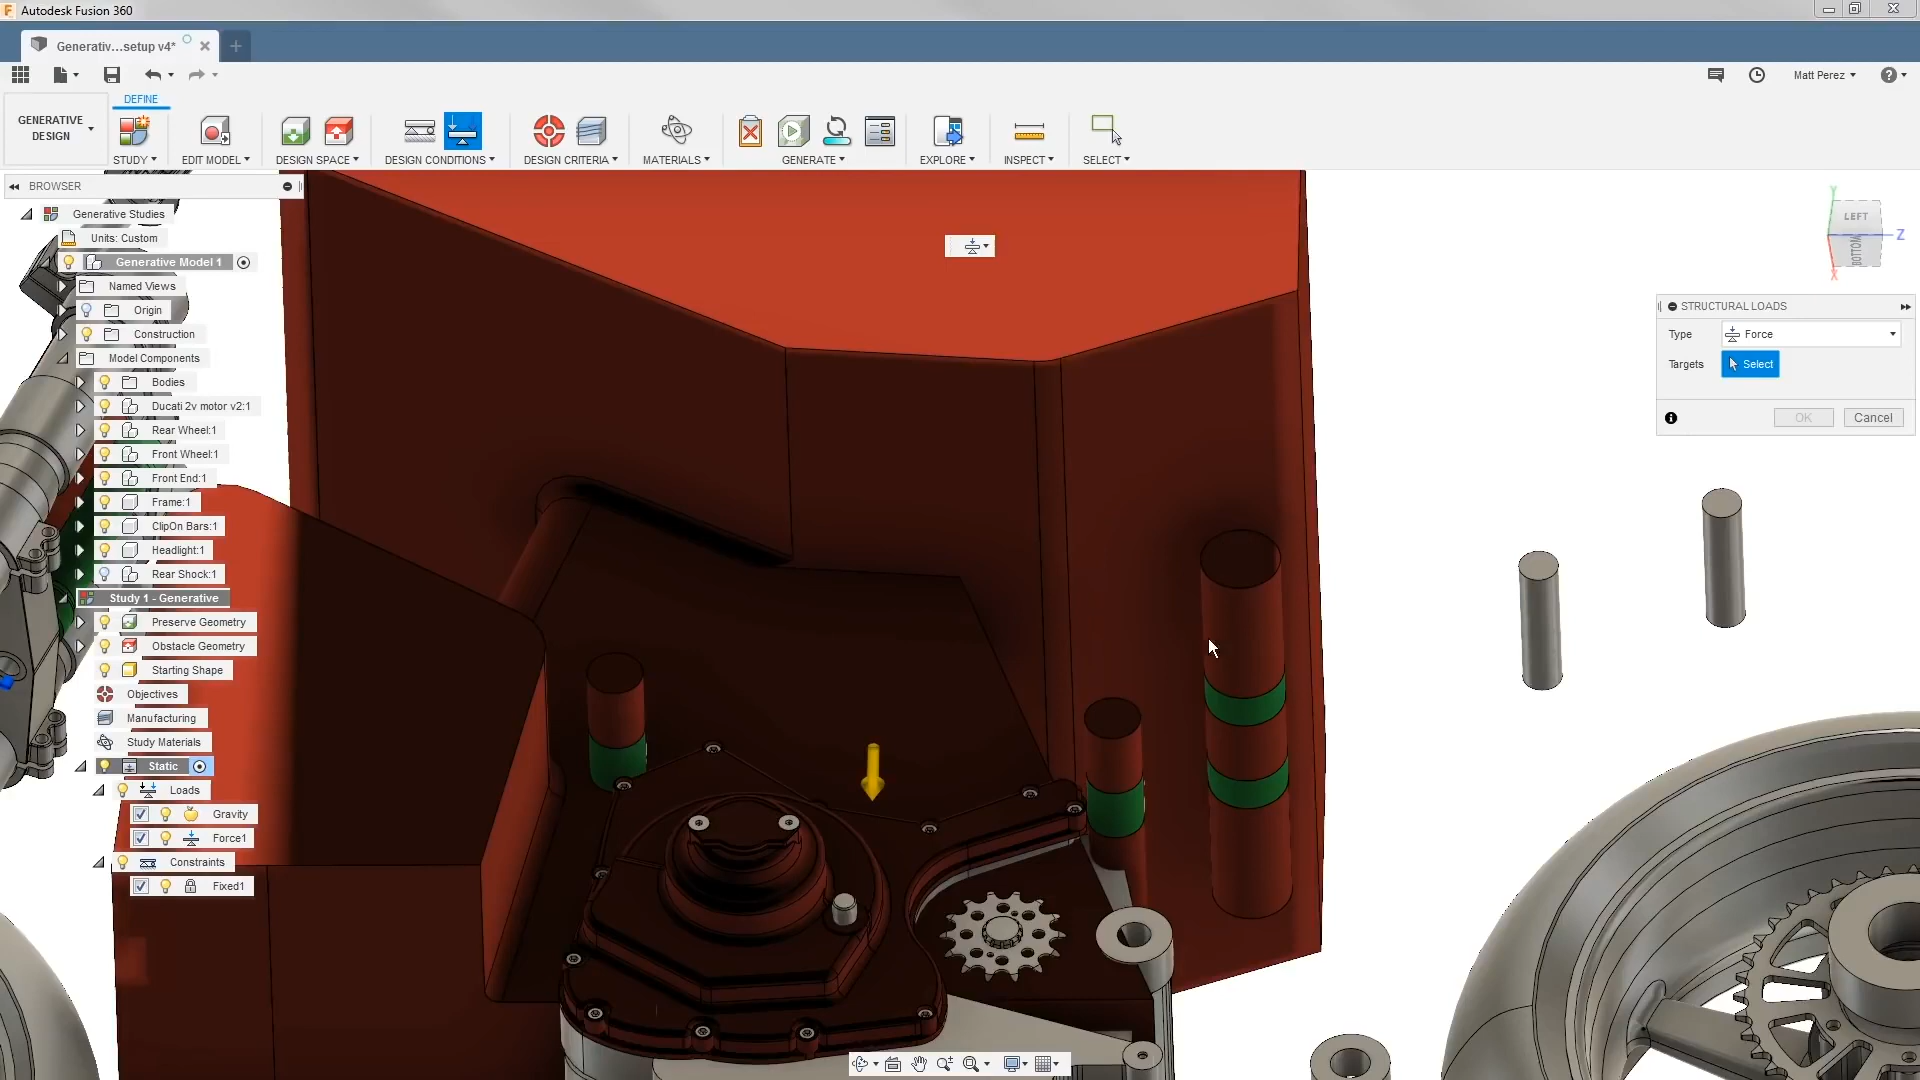 Autodesk Fusion 360
Generativ...setup v4*
Matt Perez
DEFINE
GENERATIVE
DESIGN
STUDY
EDIT MODEL
DESIGN SPACE
DESIGN CONDITIONS
DESIGN CRITERIA
MATERIALS
GENERATE
EXPLORE
INSPECT
SELECT
BROWSER
Generative Studies
Units: Custom
Generative Model 1
Named Views
Origin
Construction
Model Components
Bodies
Ducati 2v motor v2:1
Rear Wheel:1
Front Wheel:1
Front End:1
Frame:1
ClipOn Bars:1
Headlight:1
Rear Shock:1
Study 1 - Generative
Preserve Geometry
Obstacle Geometry
Starting Shape
Objectives
Manufacturing
Study Materials
Static
Loads
Gravity
Force1
Constraints
Fixed1
Y
LEFT
Z
BOTTOM
X
STRUCTURAL LOADS
Type Force
Targets Select
OK Cancel